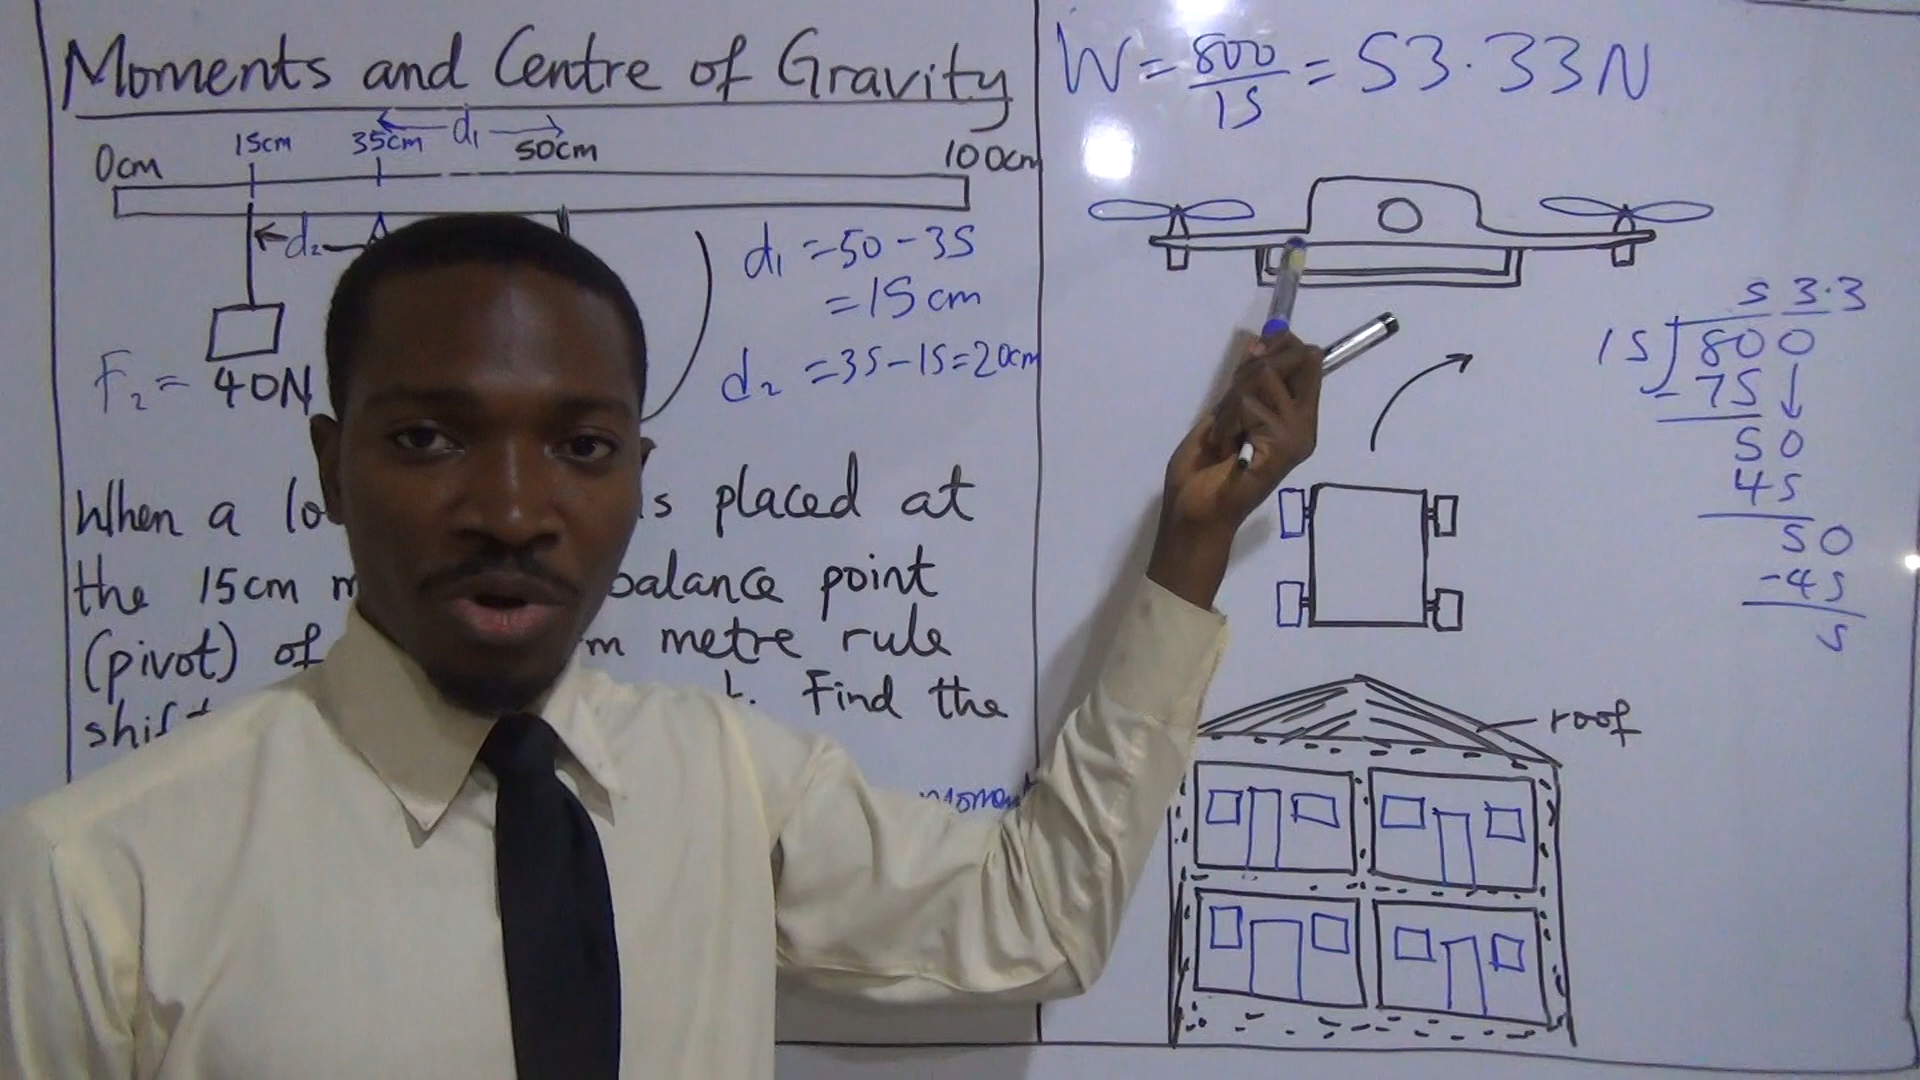 Moments and Centre of Gravity
d₁
0cm 15cm 35cm 50cm 100cm
d₂
F₂ = 40N
d₁ = 50 - 35
= 15cm
d₂ = 35 - 15 = 20cm
When a is placed at
the 15cm balance point
(pivot) of metre rule
Find the
W = 800/15 = 53.33N
53.3
15 800
- 75
50
45
50
- 45
5
roof